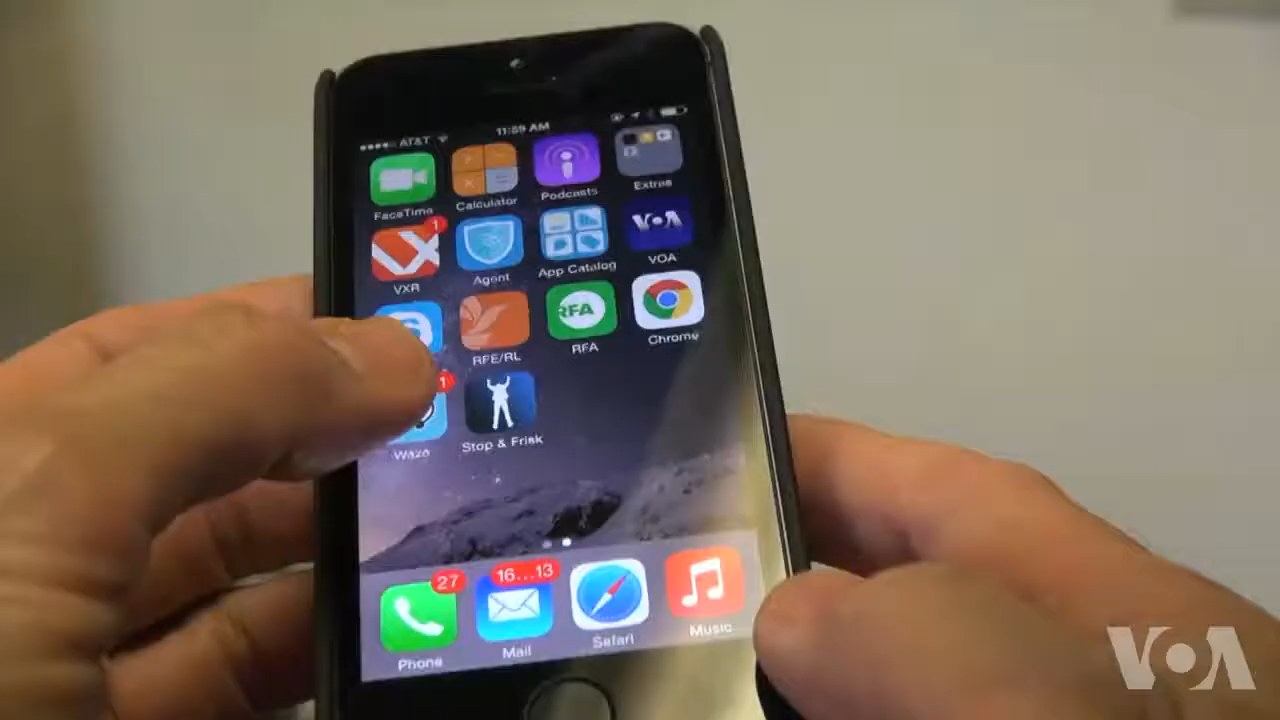 AT&T 11:59 AM
FaceTime Calculator Podcasts Extras
1
VXR Agent App Catalog VOA
VOA
RFA
RFE/RL RFA Chrome
1
Waze Stop & Frisk
27 16...13
Phone Mail Safari Music
VOA